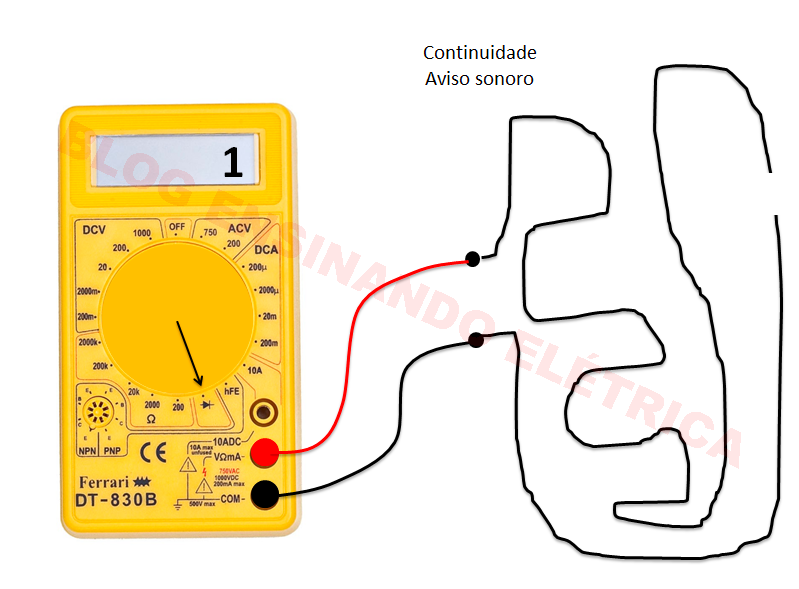 Continuidade
Aviso sonoro
1
BLOG ENSINANDO ELÉTRICA
DCV
1000
OFF
750
ACV
200
200
DCA
20
200μ
2000m
2000μ
200m
20m
2000k
200m
200k
10A
20k
2000
200
hFE
Ω
E E
B B
C C
E E
NPN PNP
CE
10A max
unfused
10ADC
VΩmA
750VAC
1000VDC
200mA max
500V max
COM
Ferrari
DT-830B